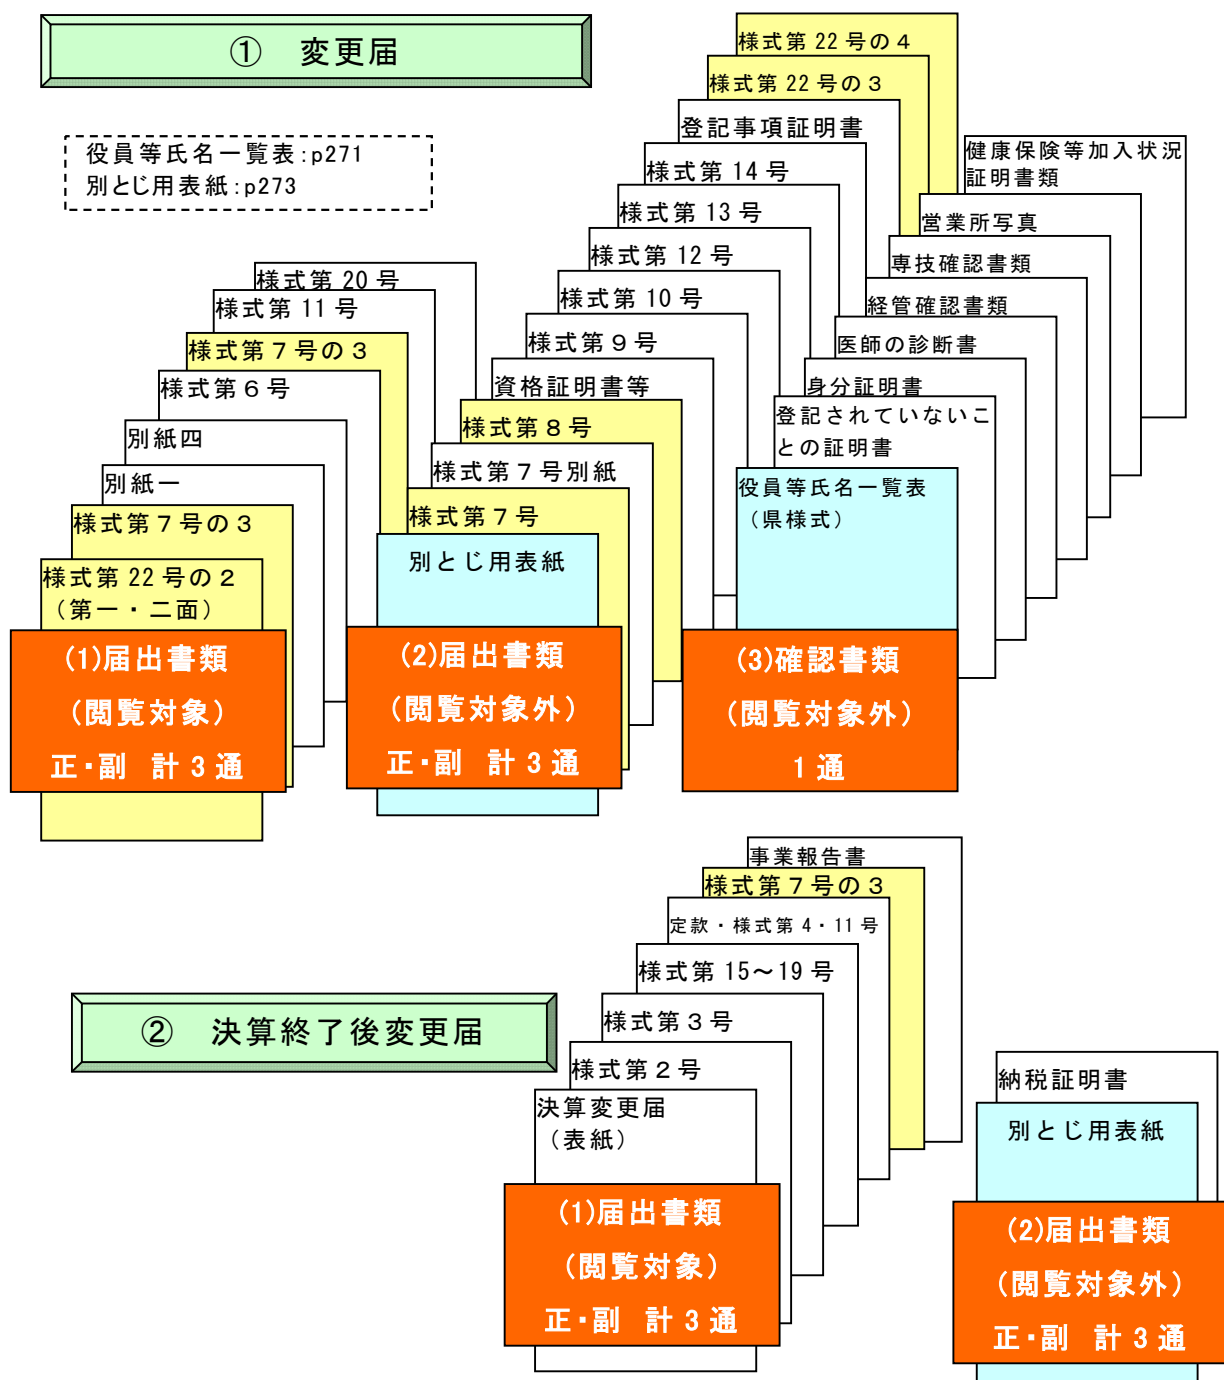 ① 変更届
役員等氏名一覧表:p271
別とじ用表紙:p273
様式第 20 号
様式第 11 号
様式第７号の３
様式第６号
別紙四
別紙一
様式第７号の３
様式第 22 号の２
（第一・二面）
(1)届出書類
（閲覧対象）
正・副 計３通
様式第 22 号の４
様式第 22 号の３
登記事項証明書
様式第 14 号
様式第 13 号
様式第 12 号
様式第 10 号
様式第９号
資格証明書等
様式第８号
様式第７号別紙
様式第７号
別とじ用表紙
(2)届出書類
（閲覧対象外）
正・副 計３通
健康保険等加入状況
証明書類
営業所写真
専技確認書類
経管確認書類
医師の診断書
身分証明書
登記されていないこ
との証明書
役員等氏名一覧表
（県様式）
(3)確認書類
（閲覧対象外）
１通
② 決算終了後変更届
事業報告書
様式第７号の３
定款・様式第４・11 号
様式第 15～19 号
様式第３号
様式第２号
決算変更届
（表紙）
(1)届出書類
（閲覧対象）
正・副 計３通
納税証明書
別とじ用表紙
(2)届出書類
（閲覧対象外）
正・副 計３通